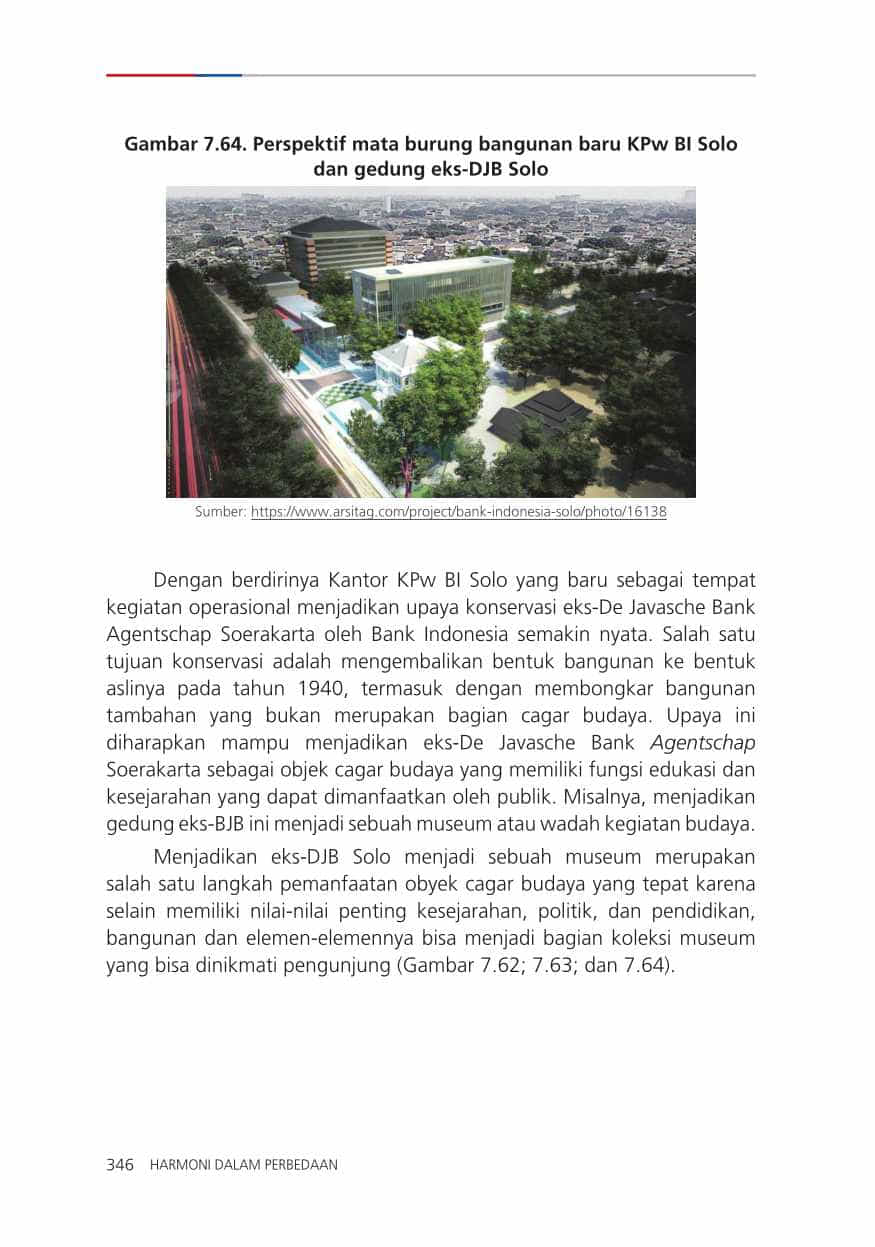 Gambar 7.64. Perspektif mata burung bangunan baru KPw BI Solo
dan gedung eks-DJB Solo
Sumber: https://www.arsitag.com/project/bank-indonesia-solo/photo/16138
Dengan berdirinya Kantor KPw BI Solo yang baru sebagai tempat
kegiatan operasional menjadikan upaya konservasi eks-De Javasche Bank
Agentschap Soerakarta oleh Bank Indonesia semakin nyata. Salah satu
tujuan konservasi adalah mengembalikan bentuk bangunan ke bentuk
aslinya pada tahun 1940, termasuk dengan membongkar bangunan
tambahan yang bukan merupakan bagian cagar budaya. Upaya ini
diharapkan mampu menjadikan eks-De Javasche Bank Agentschap
Soerakarta sebagai objek cagar budaya yang memiliki fungsi edukasi dan
kesejarahan yang dapat dimanfaatkan oleh publik. Misalnya, menjadikan
gedung eks-BJB ini menjadi sebuah museum atau wadah kegiatan budaya.
Menjadikan eks-DJB Solo menjadi sebuah museum merupakan
salah satu langkah pemanfaatan obyek cagar budaya yang tepat karena
selain memiliki nilai-nilai penting kesejarahan, politik, dan pendidikan,
bangunan dan elemen-elemennya bisa menjadi bagian koleksi museum
yang bisa dinikmati pengunjung (Gambar 7.62; 7.63; dan 7.64).
346 HARMONI DALAM PERBEDAAN